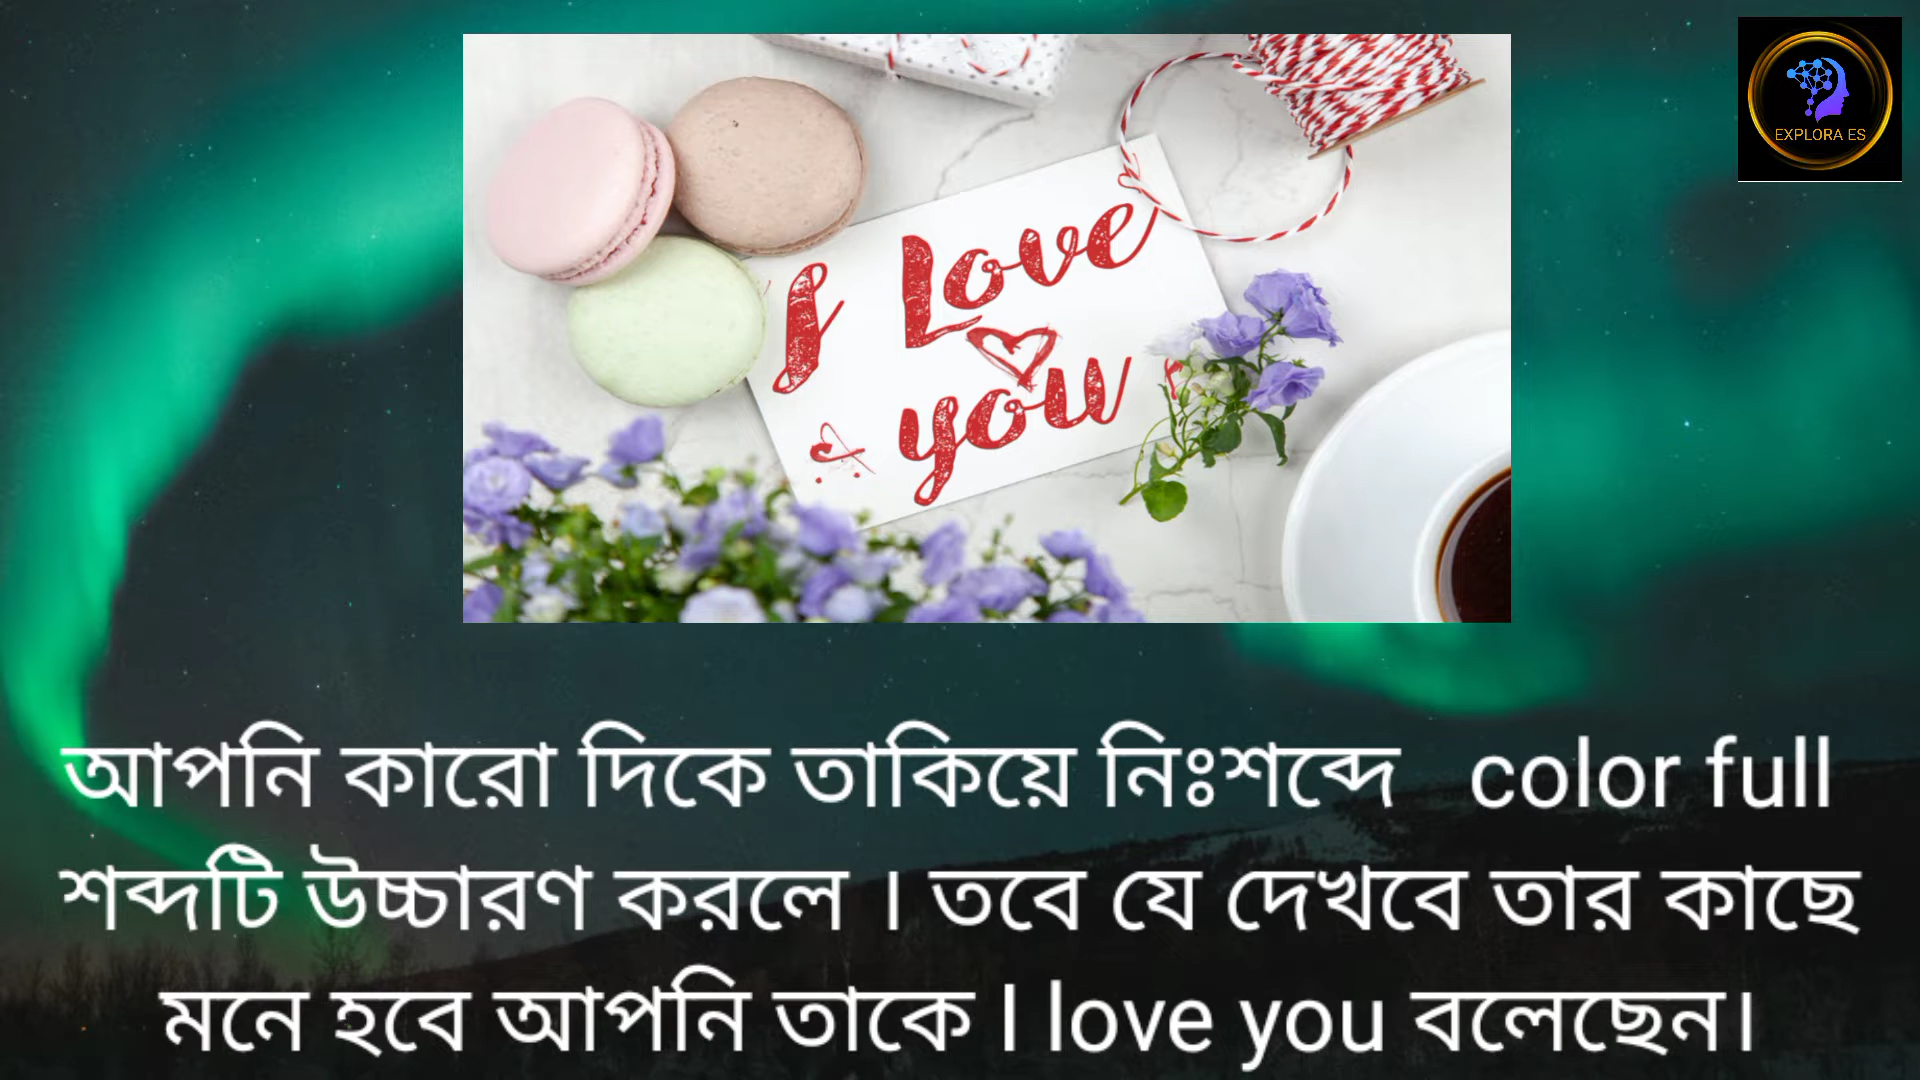 EXPLORA ES
I Love
you
আপনি কারো দিকে তাকিয়ে নিঃশব্দে color full
শব্দটি উচ্চারণ করলে । তবে যে দেখবে তার কাছে
মনে হবে আপনি তাকে I love you বলেছেন।